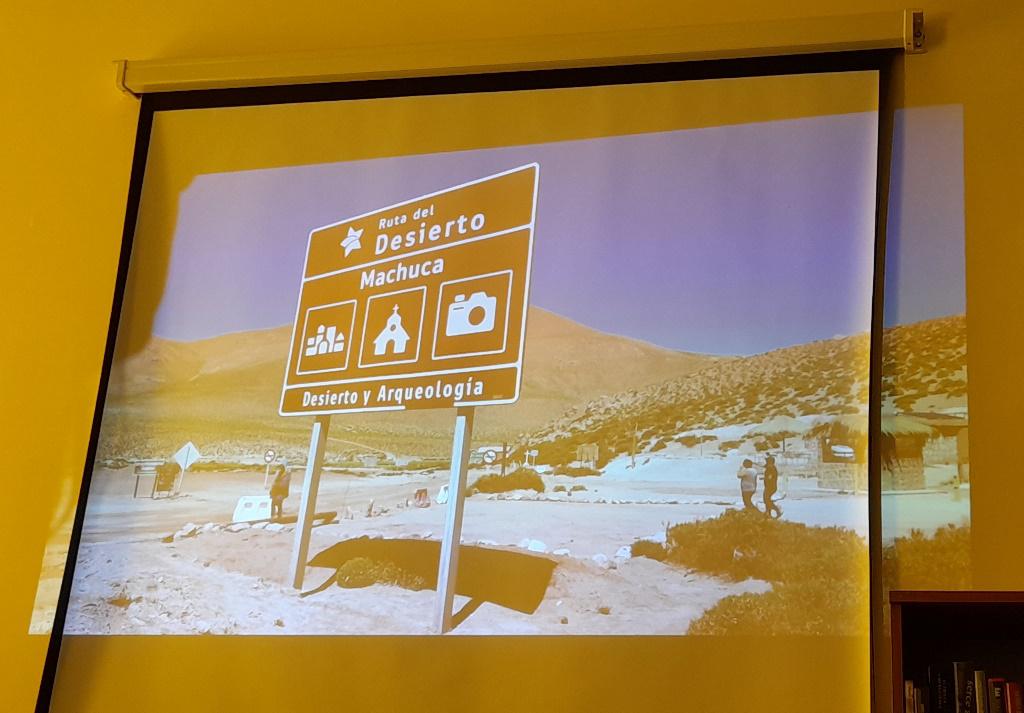 Ruta del
Desierto
Machuca
Desierto y Arqueología